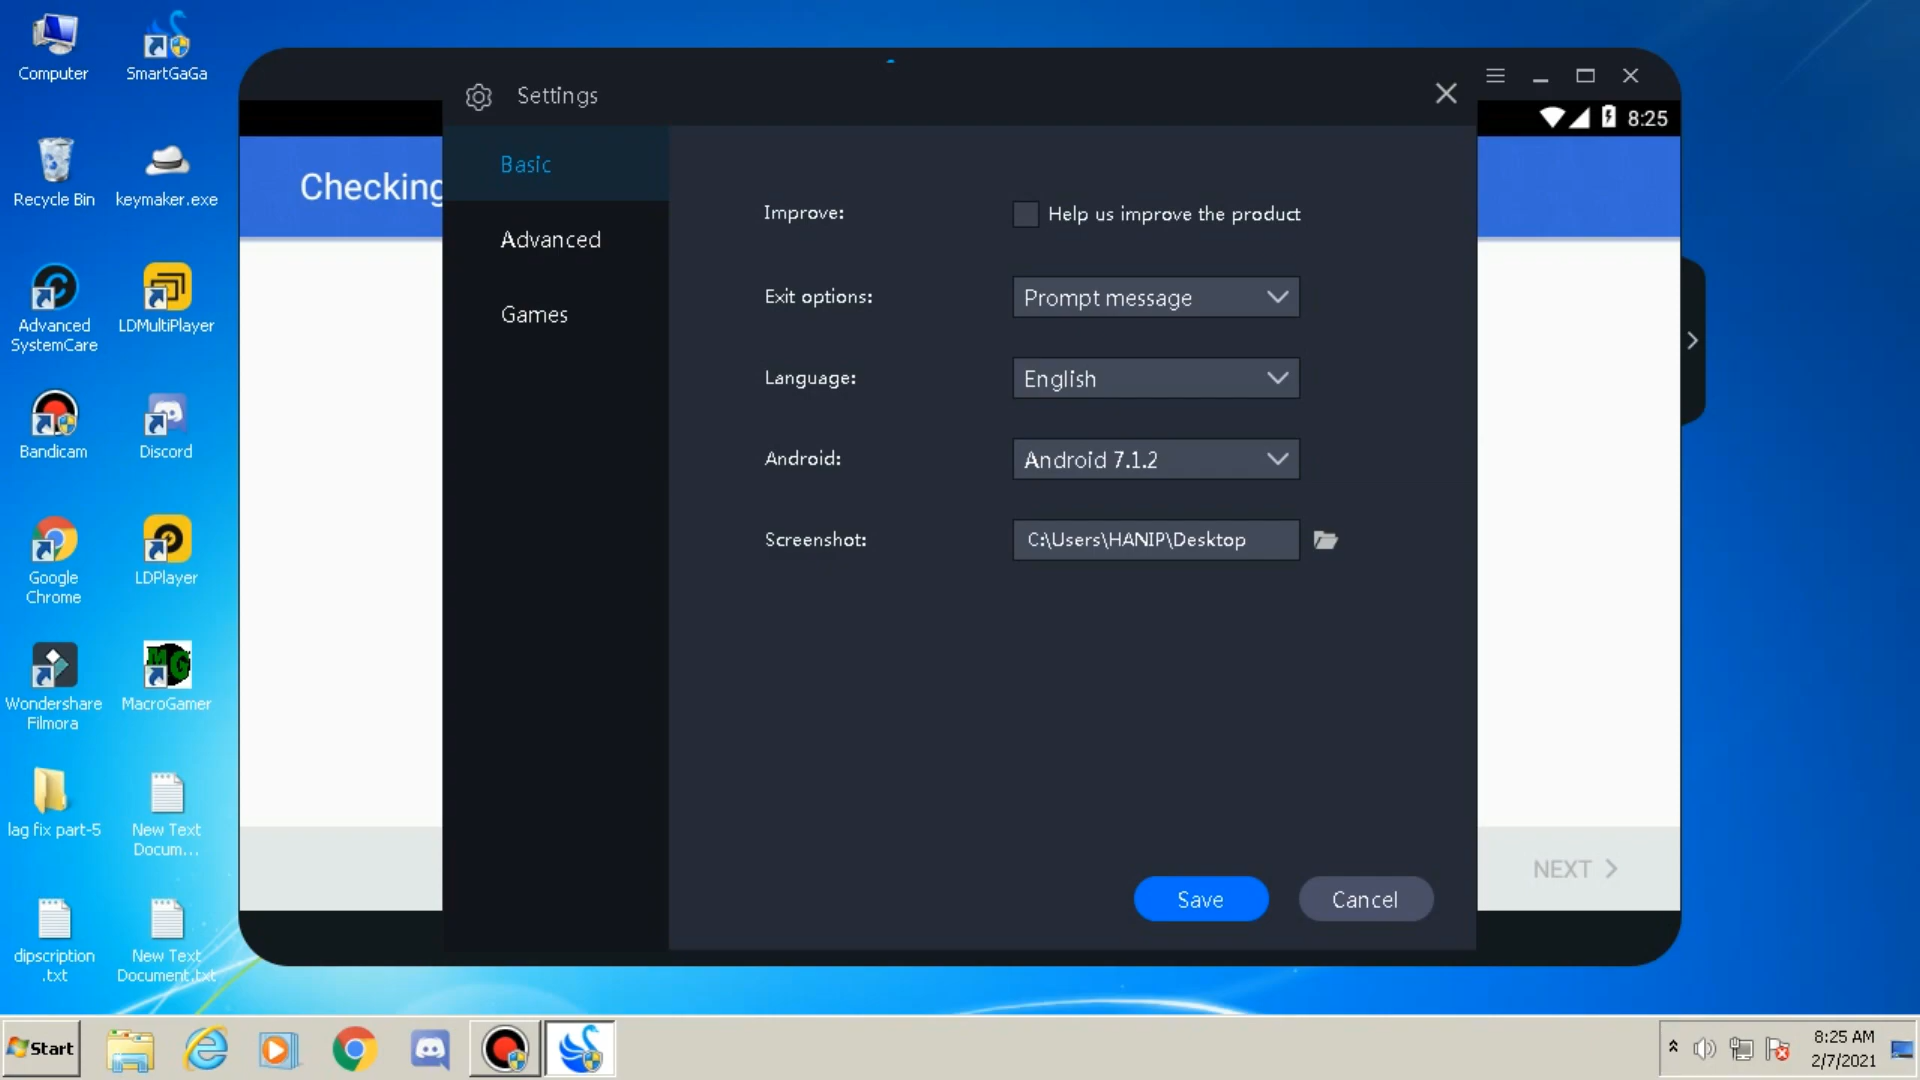 Computer
SmartGaGa
Recycle Bin
keymaker.exe
Advanced
SystemCare
LDMultiPlayer
Bandicam
Discord
Google
Chrome
LDPlayer
Wondershare
Filmora
MacroGamer
MG
lag fix part-5
New Text
Docum...
dipscription
.txt
New Text
Document.txt
8:25
Checking
Settings
Basic
Advanced
Games
Improve:
Help us improve the product
Exit options:
Prompt message
Language:
English
Android:
Android 7.1.2
Screenshot:
C:\Users\HANIP\Desktop
Save
Cancel
NEXT
Start
8:25 AM
2/7/2021